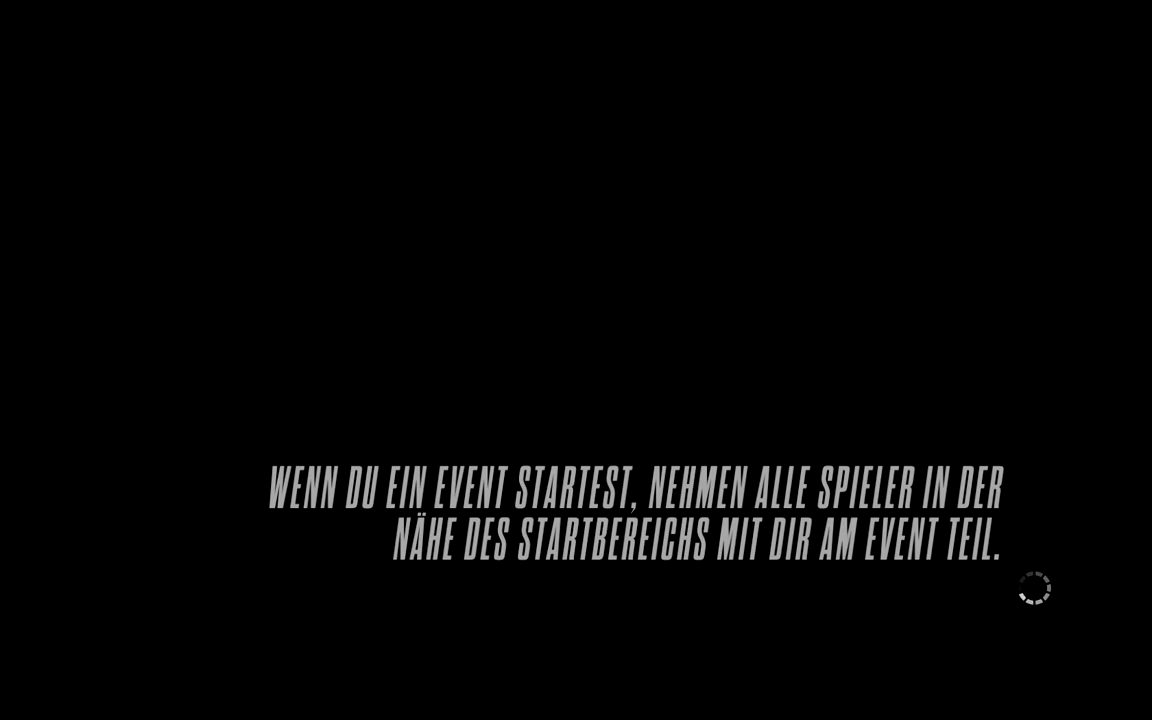 WENN DU EIN EVENT STARTEST, NEHMEN ALLE SPIELER IN DER
NÄHE DES STARTBEREICHS MIT DIR AM EVENT TEIL.